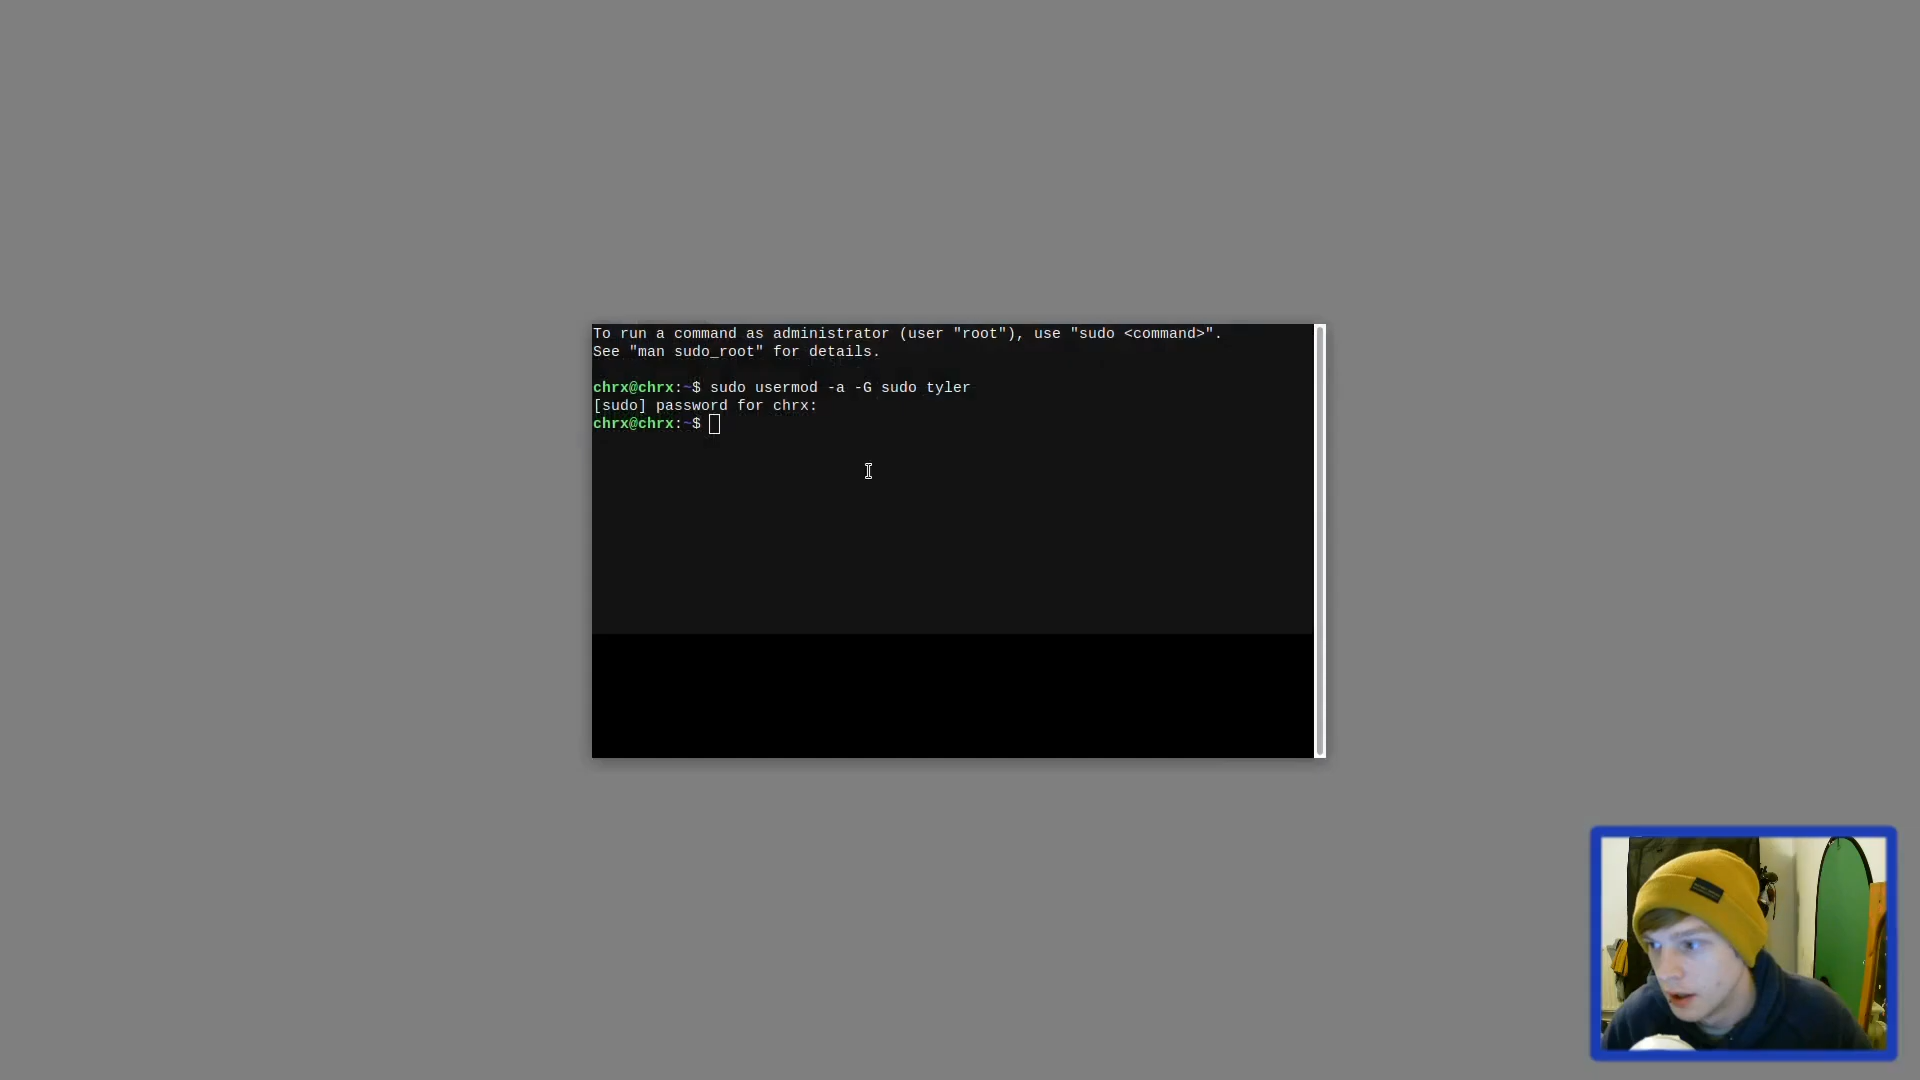 To run a command as administrator (user "root"), use "sudo <command>".
See "man sudo_root" for details.
chrx@chrx:~$ sudo usermod -a -G sudo tyler
[sudo] password for chrx:
chrx@chrx:~$